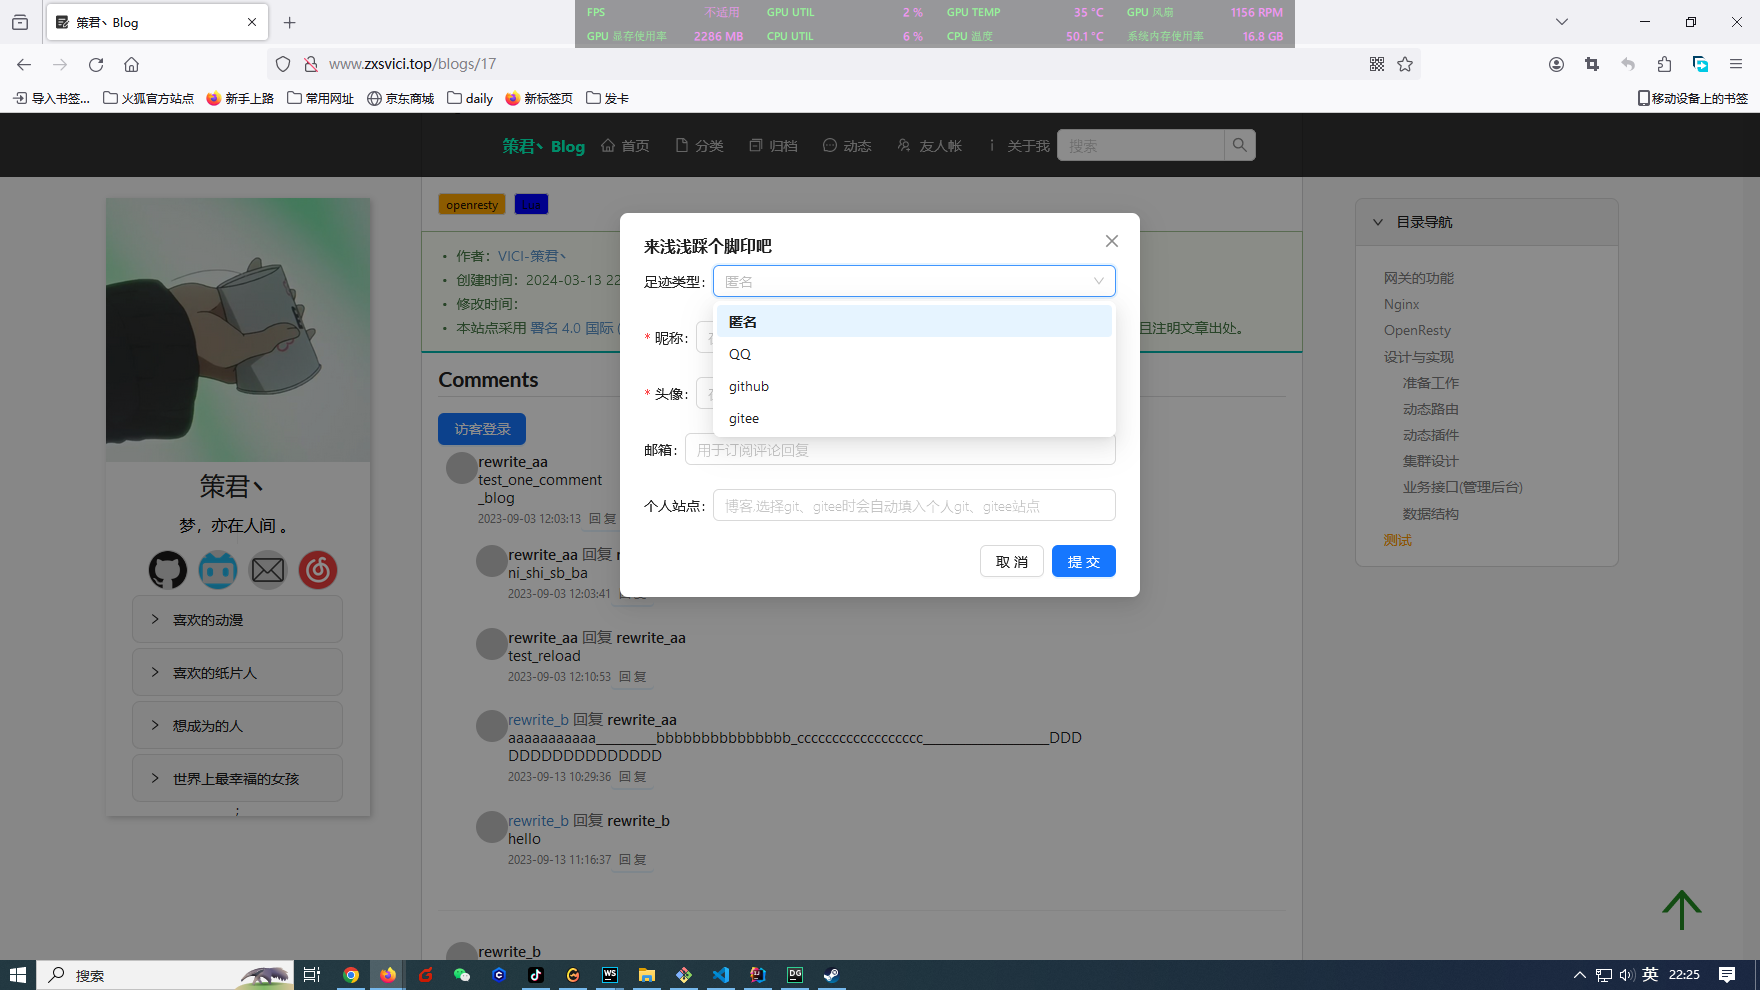 策君丶Blog
FPS 不适用 GPU UTIL 2 % GPU TEMP 35 °C GPU 风扇 1156 RPM
GPU 显存使用率 2286 MB CPU UTIL 6 % CPU 温度 50.1 °C 系统内存使用率 16.8 GB
www.zxsvici.top/blogs/17
导入书签... 火狐官方站点 新手上路 常用网址 京东商城 daily 新标签页 发卡 移动设备上的书签
策君丶Blog 首页 分类 归档 动态 友人帐 关于我 搜索
openresty
作者：VICI-策君丶
创建时间：2024-03-13 22
修改时间：
本站点采用 署名 4.0 国际 ( 且注明文章出处。
Comments
访客登录
rewrite_aa
test_one_comment
_blog
2023-09-03 12:03:13 回 复
rewrite_aa 回复
ni_shi_sb_ba
2023-09-03 12:03:41 回 复
rewrite_aa 回复 rewrite_aa
test_reload
2023-09-03 12:10:53 回 复
rewrite_b 回复 rewrite_aa
aaaaaaaaaaa__________bbbbbbbbbbbbbbb_cccccccccccccccccc_____________________DDD
DDDDDDDDDDDDDD
2023-09-13 10:29:36 回 复
rewrite_b 回复 rewrite_b
hello
2023-09-13 11:16:37 回 复
rewrite_b
策君丶
梦，亦在人间 。
喜欢的动漫
喜欢的纸片人
想成为的人
世界上最幸福的女孩
;
来浅浅踩个脚印吧
足迹类型： 匿名
匿名
QQ
github
gitee
* 昵称：
* 头像：
邮箱： 用于订阅评论回复
个人站点： 博客,选择git、gitee时会自动填入个人git、gitee站点
取 消 提 交
目录导航
网关的功能
Nginx
OpenResty
设计与实现
准备工作
动态路由
动态插件
集群设计
业务接口(管理后台)
数据结构
测试
搜索
WS
DG
英 22:25